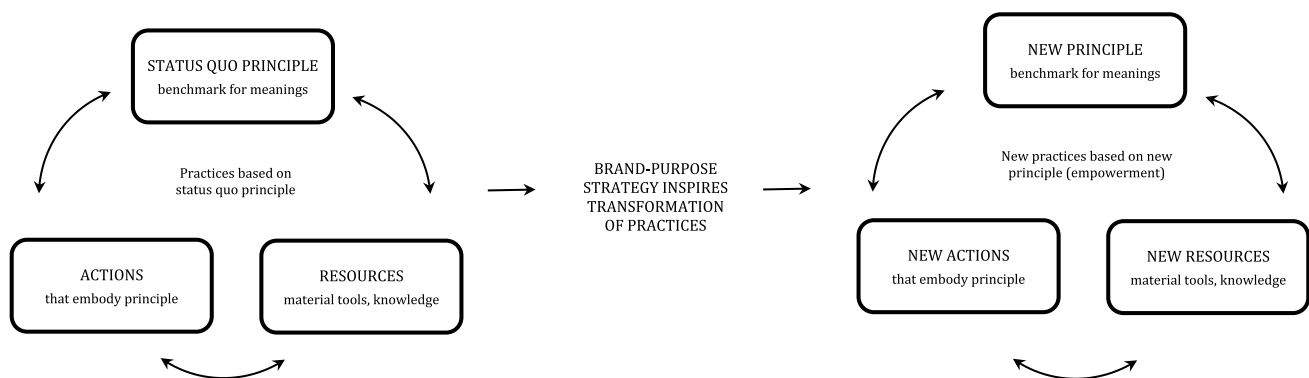 STATUS QUO PRINCIPLE
benchmark for meanings
Practices based on
status quo principle
ACTIONS
that embody principle
RESOURCES
material tools, knowledge
BRAND-PURPOSE
STRATEGY INSPIRES
TRANSFORMATION
OF PRACTICES
NEW PRINCIPLE
benchmark for meanings
New practices based on new
principle (empowerment)
NEW ACTIONS
that embody principle
NEW RESOURCES
material tools, knowledge